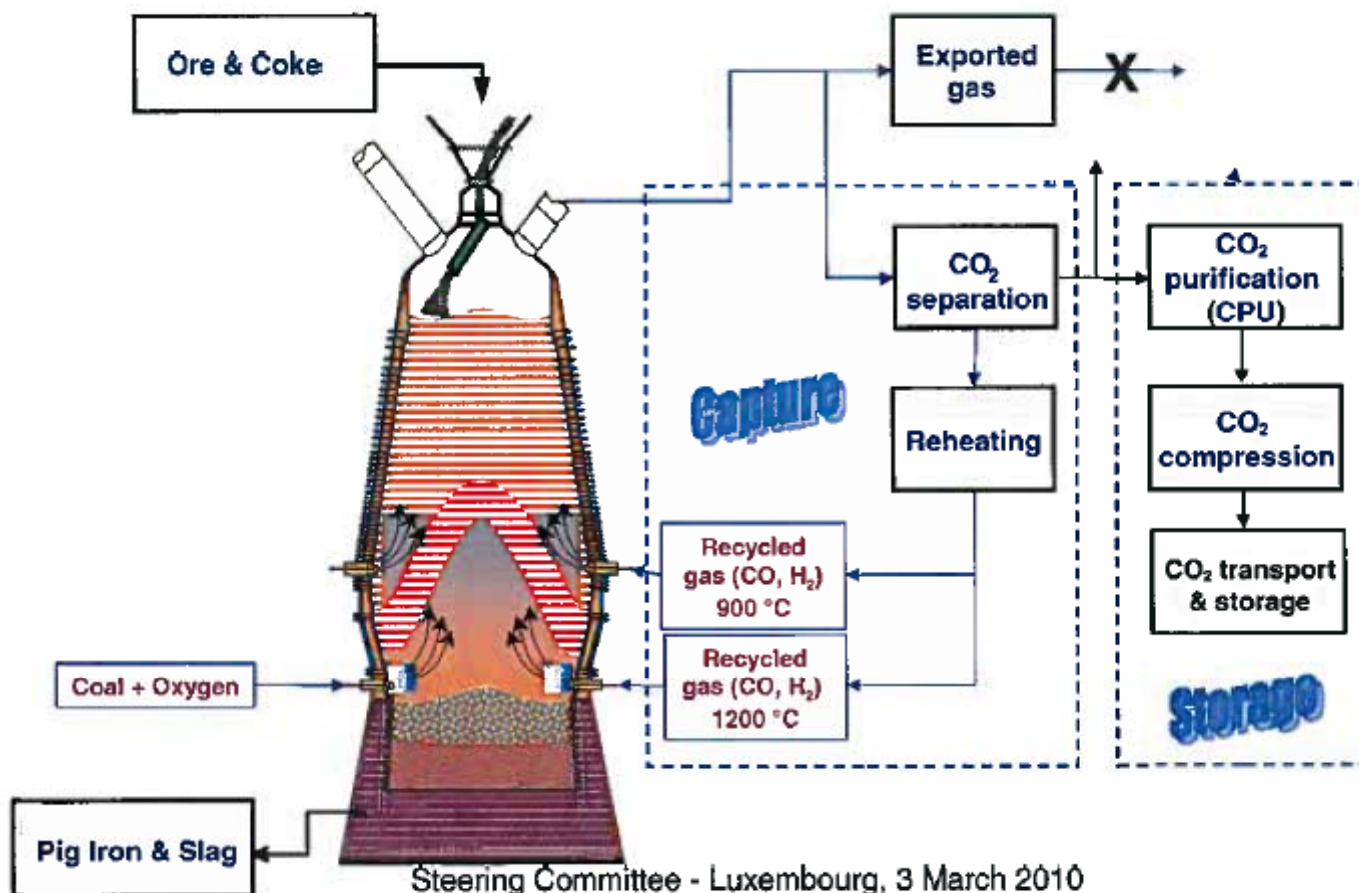 Ore & Coke
Exported
gas
X
CO₂
separation
CO₂
purification
(CPU)
Capture
Reheating
CO₂
compression
Recycled
gas (CO, H₂)
900 °C
CO₂ transport
& storage
Coal + Oxygen
Recycled
gas (CO, H₂)
1200 °C
Storage
Pig Iron & Slag
Steering Committee - Luxembourg, 3 March 2010